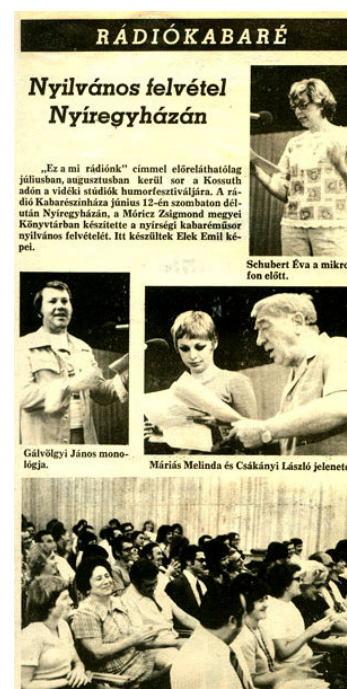 RÁDIÓKABARÉ
Nyilvános felvétel
Nyíregyházán
„Ez a mi rádiónk” címmel előreláthatólag
júliusban, augusztusban kerül sor a Kossuth
adón a vidéki stúdiók humorfesztiváljára. A rá-
dió Kabarészínháza június 12-én szombaton dél-
után Nyíregyházán, a Móricz Zsigmond megyei
Könyvtárban készítette a nyírségi kabaréműsor
nyilvános felvételét. Itt készültek Elek Emil ké-
pei.
Schubert Éva a mikro
fon előtt.
Gálvölgyi János mono-
lógja.
Máriás Melinda és Csákányi László jelenete